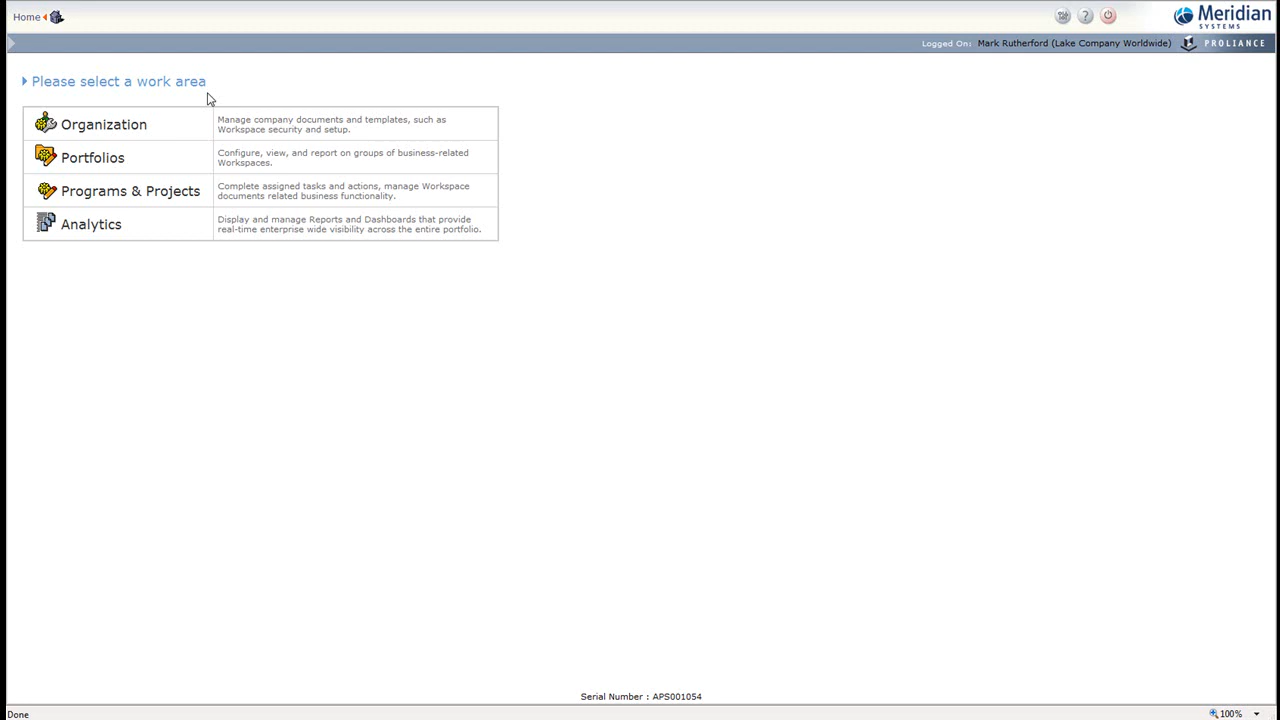 Home
Meridian
SYSTEMS
Logged On: Mark Rutherford (Lake Company Worldwide) PROLIANCE
Please select a work area
Organization
Manage company documents and templates, such as
Workspace security and setup.
Portfolios
Configure, view, and report on groups of business-related
Workspaces.
Programs & Projects
Complete assigned tasks and actions, manage Workspace
documents related business functionality.
Analytics
Display and manage Reports and Dashboards that provide
real-time enterprise wide visibility across the entire portfolio.
Serial Number : APS001054
Done
100%